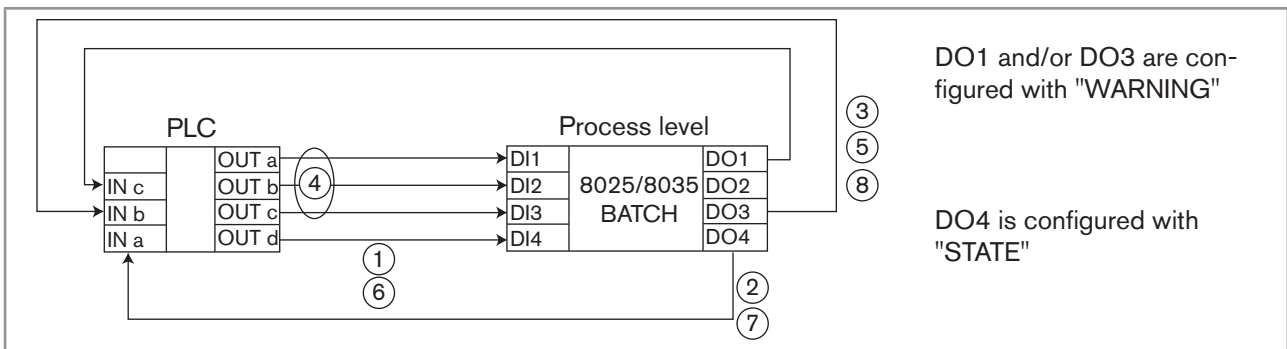 DO1 and/or DO3 are con-
figured with "WARNING"
PLC
Process level
OUT a
IN c
OUT b
IN b
OUT c
IN a
OUT d
4
1
6
DI1
DI2
DI3
DI4
8025/8035
BATCH
DO1
DO2
DO3
DO4
3
5
8
2
7
DO4 is configured with
"STATE"